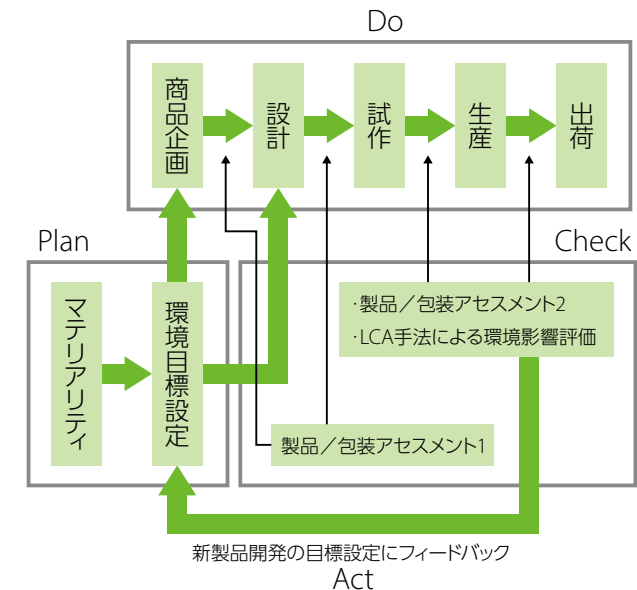 Do
商品企画
設計
試作
生産
出荷
Plan
マテリアリティ
環境目標設定
Check
・製品／包装アセスメント2
・LCA手法による環境影響評価
製品／包装アセスメント1
新製品開発の目標設定にフィードバック
Act